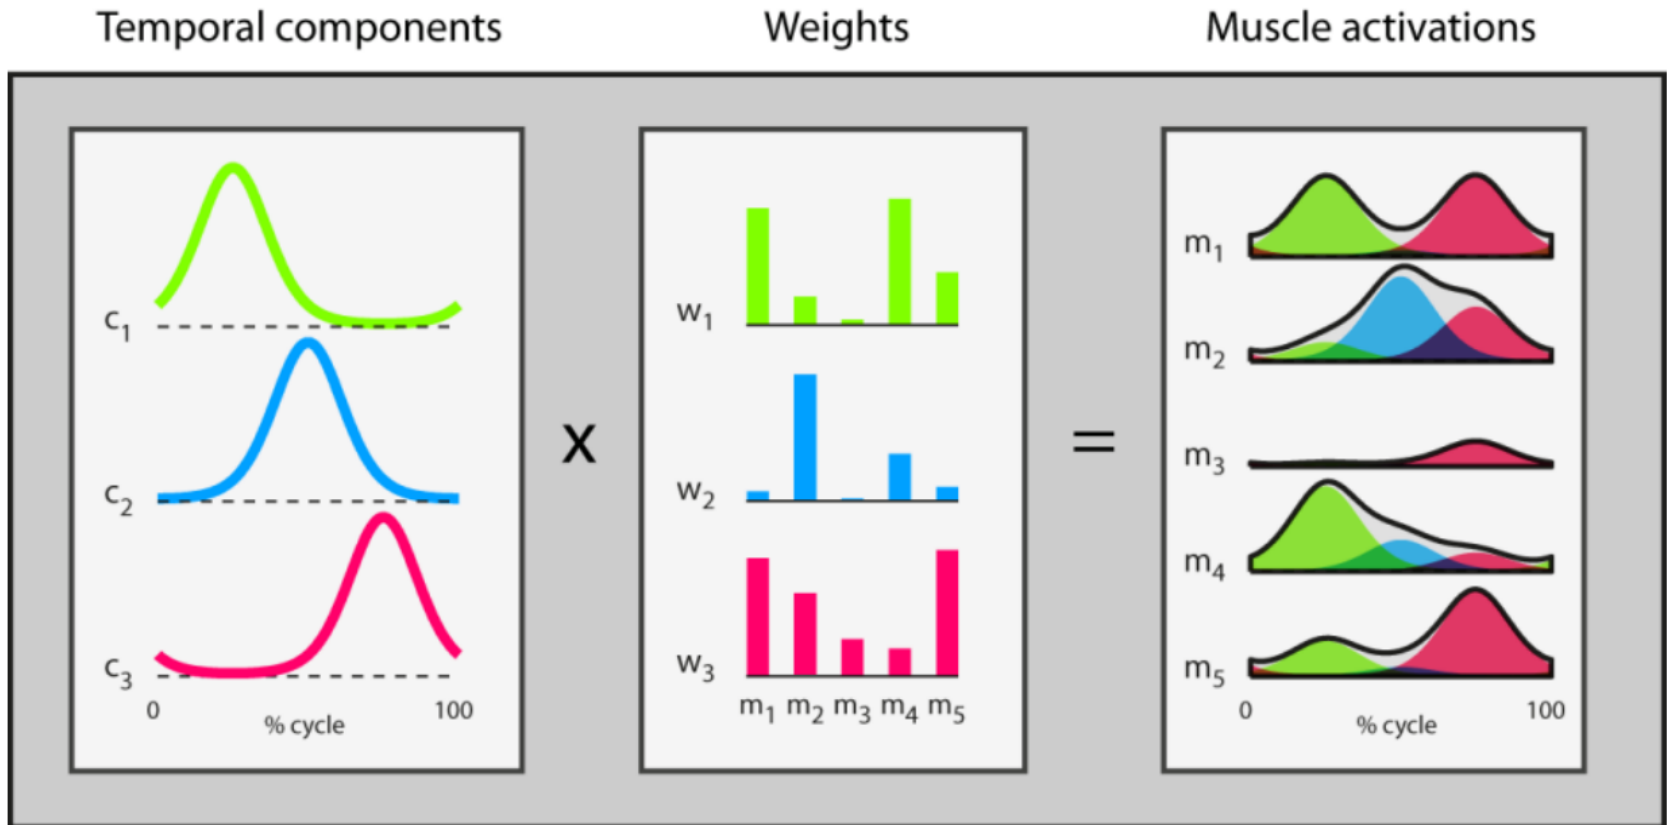 Temporal components
Weights
Muscle activations
c1
c2
c3
0 100
% cycle
x
w1
w2
w3
m1 m2 m3 m4 m5
=
m1
m2
m3
m4
m5
0 100
% cycle